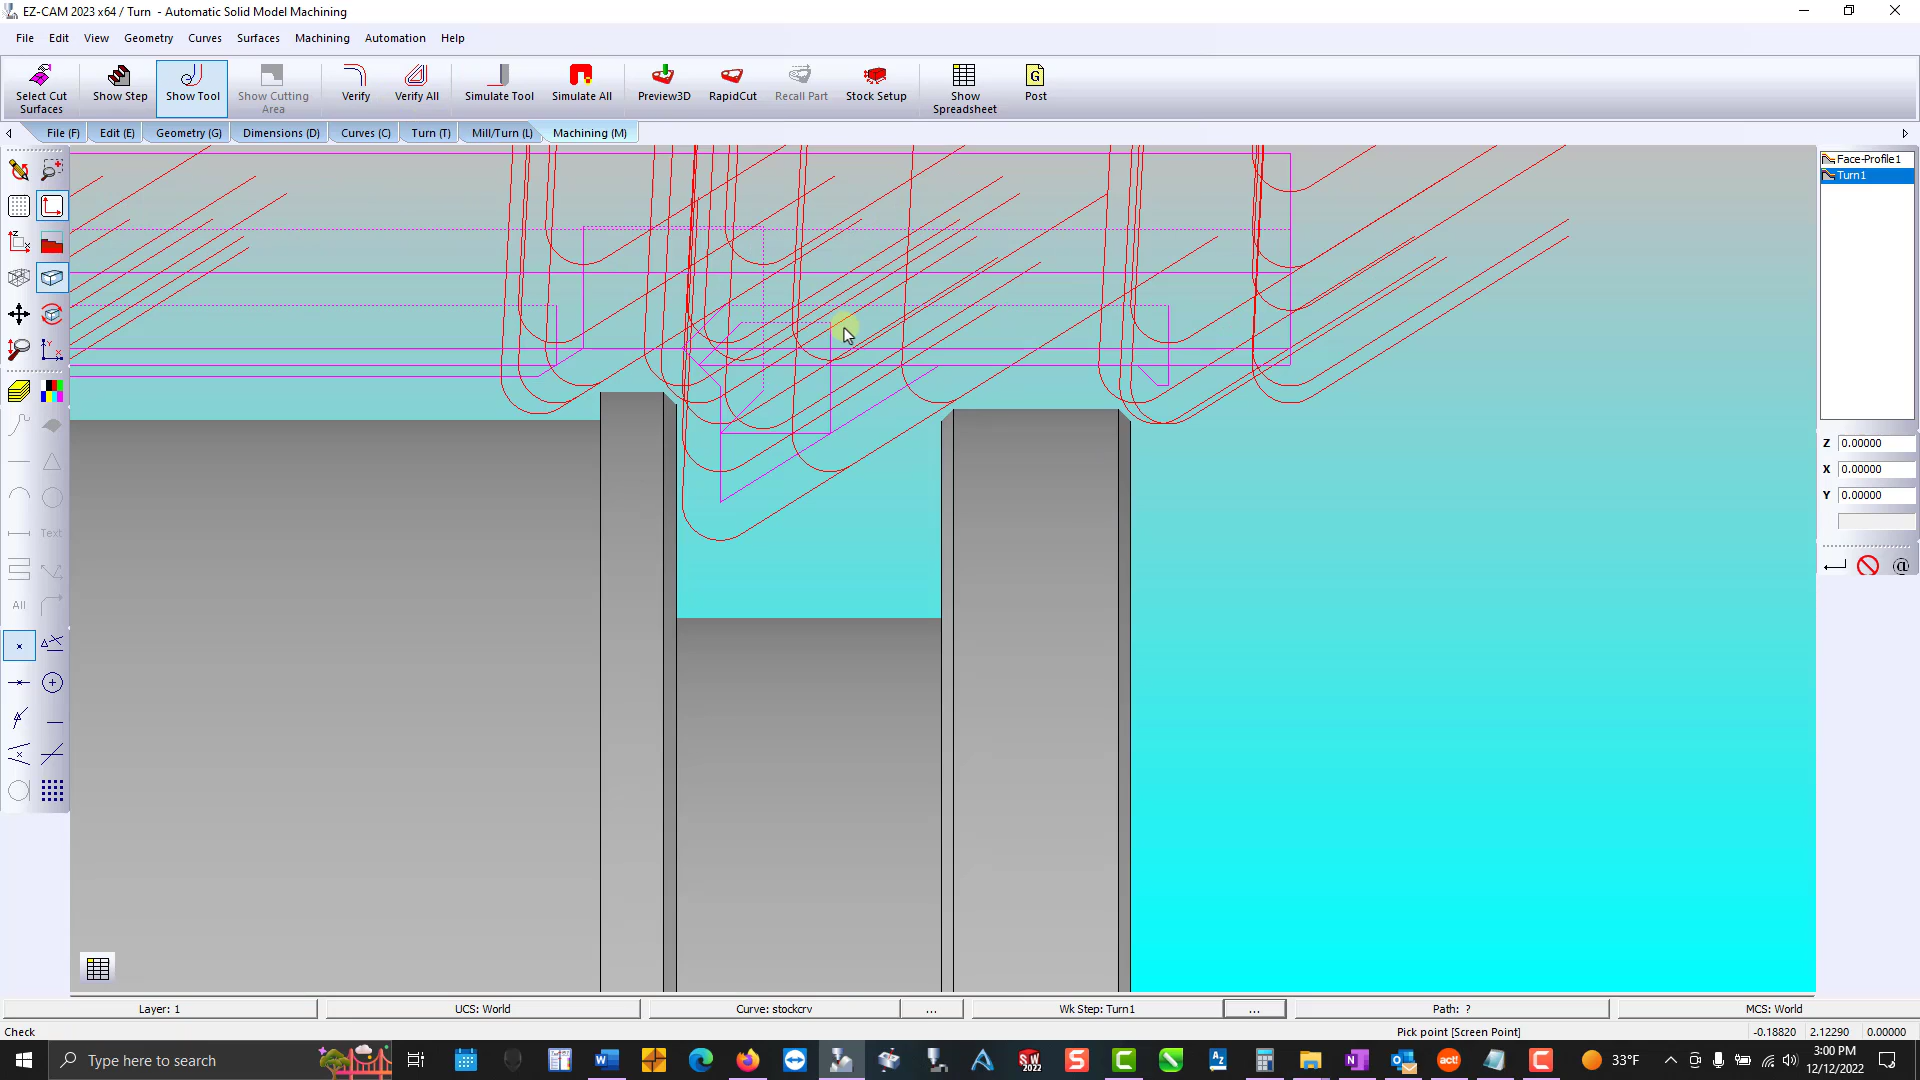 EZ-CAM 2023 x64 / Turn - Automatic Solid Model Machining
File Edit View Geometry Curves Surfaces Machining Automation Help
Select Cut Surfaces
Show Step
Show Tool
Show Cutting Area
Verify
Verify All
Simulate Tool
Simulate All
Preview3D
RapidCut
Recall Part
Stock Setup
Show Spreadsheet
G
Post
File (F) Edit (E) Geometry (G) Dimensions (D) Curves (C) Turn (T) Mill/Turn (L) Machining (M)
Face-Profile1
Turn1
Z 0.00000
X 0.00000
Y 0.00000
@
Text
All
Layer: 1 UCS: World Curve: stockcrv ... Wk Step: Turn1 ... Path: ? MCS: World
Check Pick point [Screen Point] -0.18820 2.12290 0.00000
Type here to search
SW 2022
act!
33°F
3:00 PM
12/12/2022